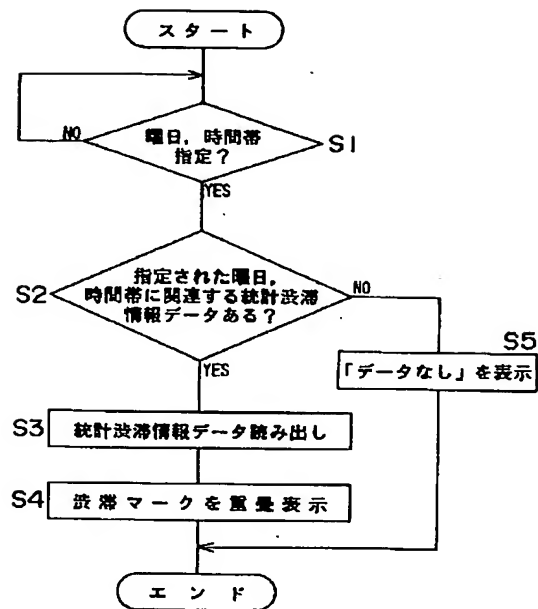 スタート
NO
曜日，時間帯
指定？
S1
YES
指定された曜日，
時間帯に関連する統計渋滞
情報データある？
S2
NO
S5
YES
「データなし」を表示
S3
統計渋滞情報データ読み出し
S4
渋滞マークを重畳表示
エンド